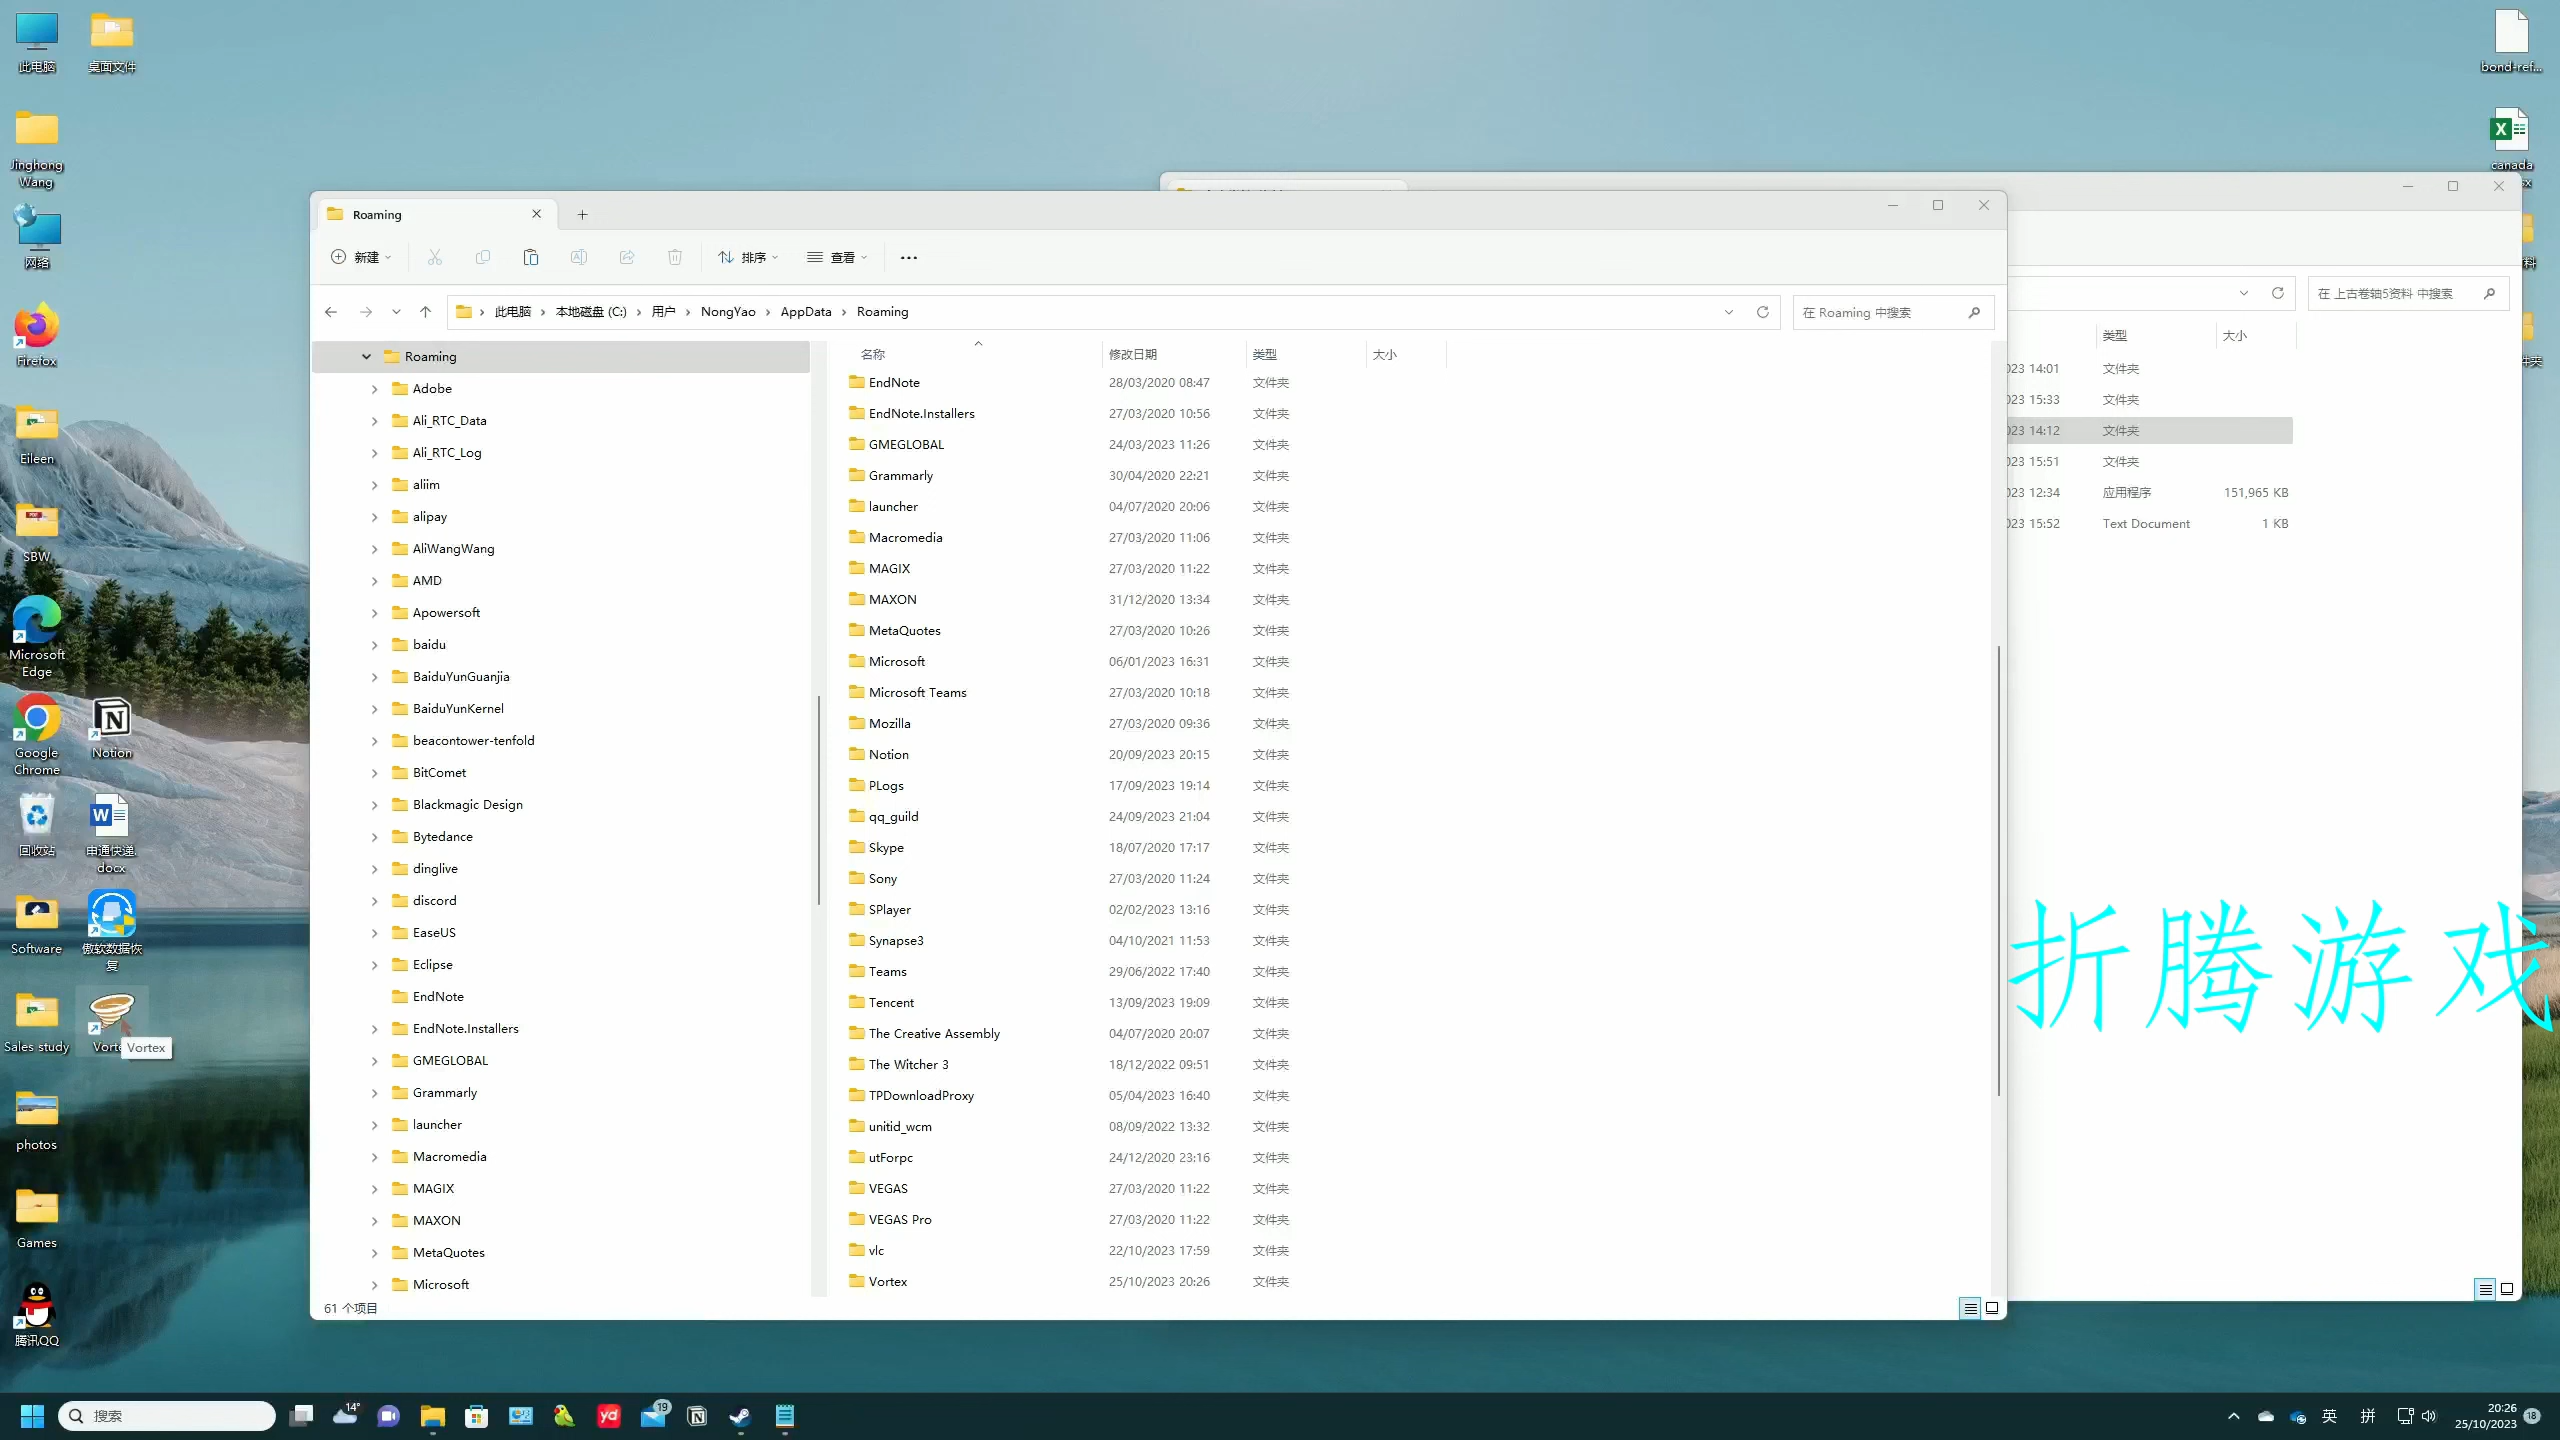 此电脑
桌面文件
Jinghong
Wang
网络
Firefox
Eileen
SBW
Microsoft
Edge
Google
Chrome
Notion
回收站
申通快递.
docx
Software
傲软数据恢
复
Sales study
Vortex
photos
Games
腾讯QQ
bond-ref...
canada
Roaming
新建
排序
查看
此电脑 › 本地磁盘 (C:) › 用户 › NongYao › AppData › Roaming
在 Roaming 中搜索
Roaming
Adobe
Ali_RTC_Data
Ali_RTC_Log
aliim
alipay
AliWangWang
AMD
Apowersoft
baidu
BaiduYunGuanjia
BaiduYunKernel
beacontower-tenfold
BitComet
Blackmagic Design
Bytedance
dinglive
discord
EaseUS
Eclipse
EndNote
EndNote.Installers
GMEGLOBAL
Grammarly
launcher
Macromedia
MAGIX
MAXON
MetaQuotes
Microsoft
名称 修改日期 类型 大小
EndNote 28/03/2020 08:47 文件夹
EndNote.Installers 27/03/2020 10:56 文件夹
GMEGLOBAL 24/03/2023 11:26 文件夹
Grammarly 30/04/2020 22:21 文件夹
launcher 04/07/2020 20:06 文件夹
Macromedia 27/03/2020 11:06 文件夹
MAGIX 27/03/2020 11:22 文件夹
MAXON 31/12/2020 13:34 文件夹
MetaQuotes 27/03/2020 10:26 文件夹
Microsoft 06/01/2023 16:31 文件夹
Microsoft Teams 27/03/2020 10:18 文件夹
Mozilla 27/03/2020 09:36 文件夹
Notion 20/09/2023 20:15 文件夹
PLogs 17/09/2023 19:14 文件夹
qq_guild 24/09/2023 21:04 文件夹
Skype 18/07/2020 17:17 文件夹
Sony 27/03/2020 11:24 文件夹
SPlayer 02/02/2023 13:16 文件夹
Synapse3 04/10/2021 11:53 文件夹
Teams 29/06/2022 17:40 文件夹
Tencent 13/09/2023 19:09 文件夹
The Creative Assembly 04/07/2020 20:07 文件夹
The Witcher 3 18/12/2022 09:51 文件夹
TPDownloadProxy 05/04/2023 16:40 文件夹
unitid_wcm 08/09/2022 13:32 文件夹
utForpc 24/12/2020 23:16 文件夹
VEGAS 27/03/2020 11:22 文件夹
VEGAS Pro 27/03/2020 11:22 文件夹
vlc 22/10/2023 17:59 文件夹
Vortex 25/10/2023 20:26 文件夹
61 个项目
在 上古卷轴5资料 中搜索
类型 大小
023 14:01 文件夹
023 15:33 文件夹
023 14:12 文件夹
023 15:51 文件夹
023 12:34 应用程序 151,965 KB
023 15:52 Text Document 1 KB
折腾游戏
搜索
14°
yd
19
英
拼
20:26
25/10/2023
18